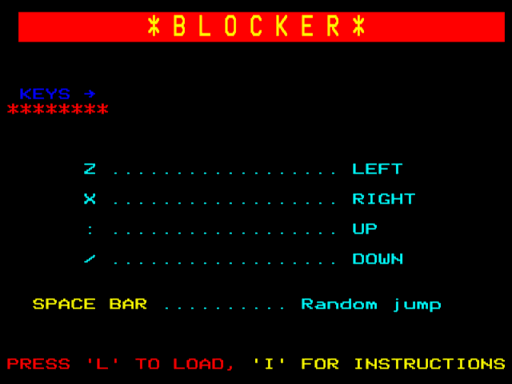 *BLOCKER*
KEYS →
********
Z .................. LEFT
X .................. RIGHT
: .................. UP
/ .................. DOWN
SPACE BAR .......... Random jump
PRESS 'L' TO LOAD, 'I' FOR INSTRUCTIONS